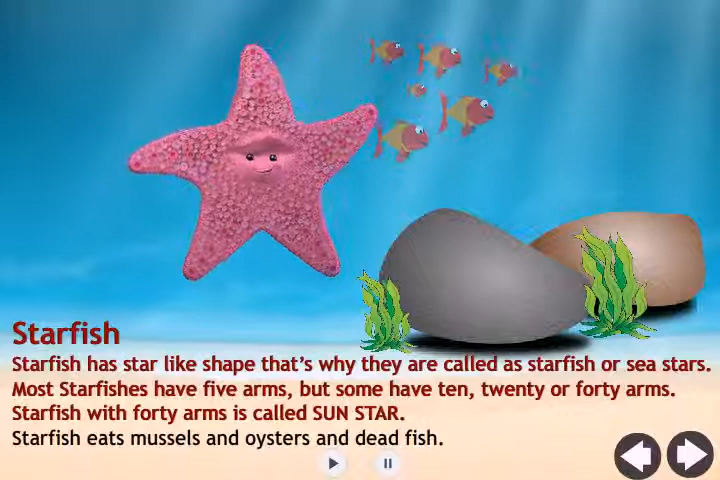 Starfish
Starfish has star like shape that's why they are called as starfish or sea stars.
Most Starfishes have five arms, but some have ten, twenty or forty arms.
Starfish with forty arms is called SUN STAR.
Starfish eats mussels and oysters and dead fish.